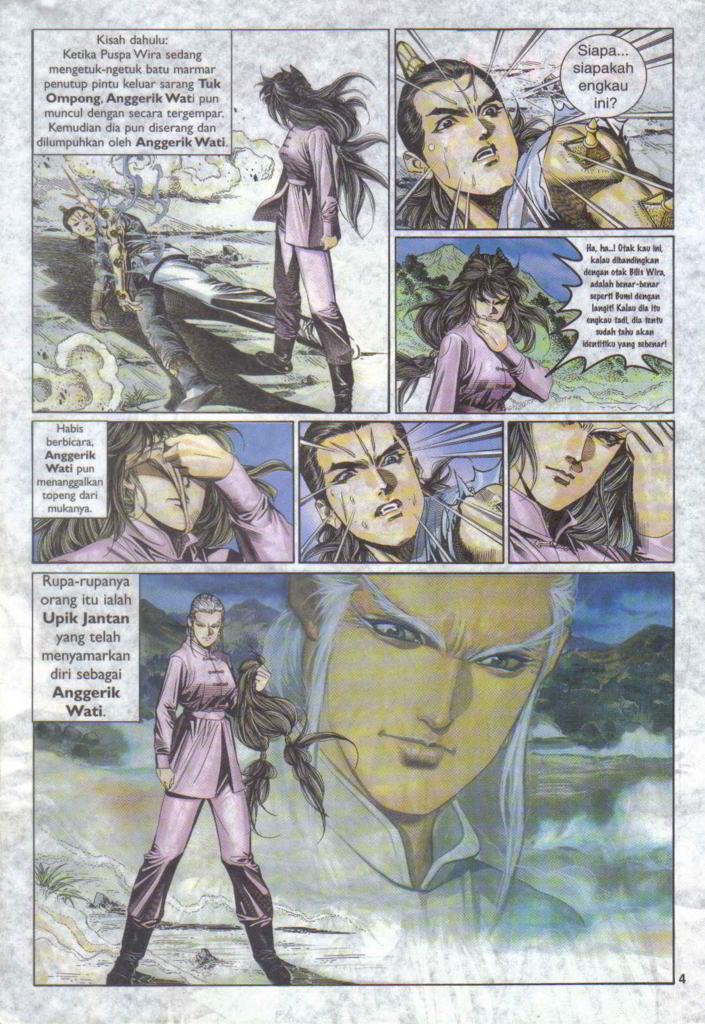 Kisah dahulu:
Ketika Puspa Wira sedang
mengetuk-ngetuk batu marmar
penutup pintu keluar sarang Tuk
Ompong, Anggerik Wati pun
muncul dengan secara tergempar.
Kemudian dia pun diserang dan
dilumpuhkan oleh Anggerik Wati.
Siapa...
siapakah
engkau
ini?
Ha, ha...! Otak kau ini,
kalau dibandingkan
dengan otak Bilis Wira,
adalah benar-benar
seperti Bumi dengan
langit! Kalau dia itu
engkau tadi, dia tentu
sudah tahu akan
identitiku yang sebenar!
Habis
berbicara,
Anggerik
Wati pun
menanggalkan
topeng dari
mukanya.
Rupa-rupanya
orang itu ialah
Upik Jantan
yang telah
menyamarkan
diri sebagai
Anggerik
Wati.
4